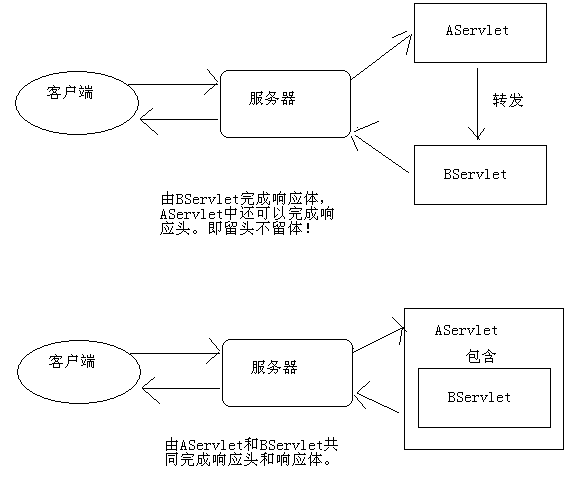 AServlet
客户端
服务器
转发
BServlet
由BServlet完成响应体，
AServlet中还可以完成响
应头。即留头不留体！
AServlet
客户端
服务器
包含
BServlet
由AServlet和BServlet共
同完成响应头和响应体。